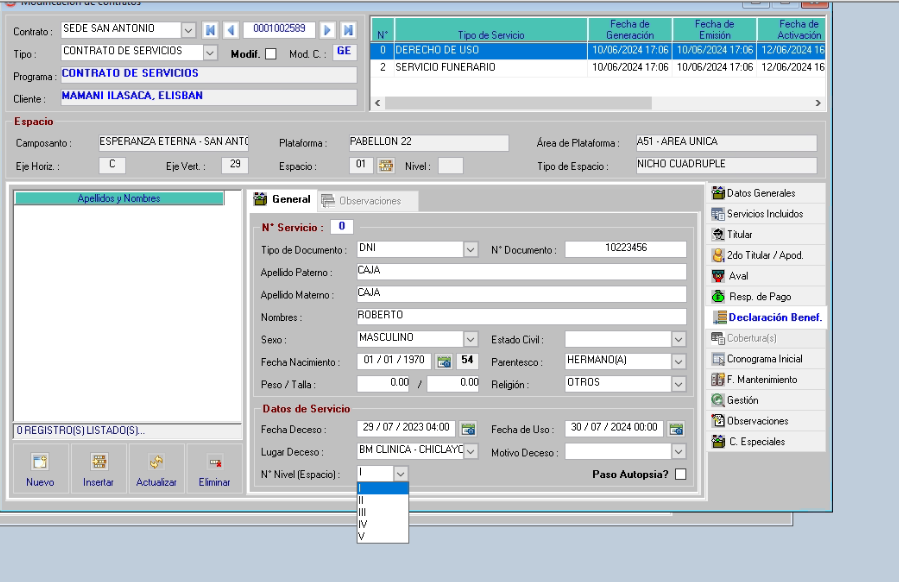 Modificación de contratos
Contrato : SEDE SAN ANTONIO 0001002589
Tipo : CONTRATO DE SERVICIOS Modif. Mod. C. : GE
Programa : CONTRATO DE SERVICIOS
Cliente : MAMANI ILASACA, ELISBAN
N° Tipo de Servicio Fecha de Generación Fecha de Emisión Fecha de Activación
0 DERECHO DE USO 10/06/2024 17:06 10/06/2024 17:06 12/06/2024 16
2 SERVICIO FUNERARIO 10/06/2024 17:06 10/06/2024 17:06 12/06/2024 16
Espacio
Camposanto : ESPERANZA ETERNA - SAN ANTO Plataforma : PABELLON 22 Área de Plataforma : A51 - AREA UNICA
Eje Horiz. : C Eje Vert. : 29 Espacio : 01 Nivel : Tipo de Espacio : NICHO CUADRUPLE
Apellidos y Nombres
0 REGISTRO(S) LISTADO(S)...
Nuevo Insertar Actualizar Eliminar
General Observaciones
N° Servicio : 0
Tipo de Documento : DNI N° Documento : 10223456
Apellido Paterno : CAJA
Apellido Materno : CAJA
Nombres : ROBERTO
Sexo : MASCULINO Estado Civil :
Fecha Nacimiento : 01 / 01 / 1970 54 Parentesco : HERMANO(A)
Peso / Talla : 0.00 / 0.00 Religión : OTROS
Datos de Servicio
Fecha Deceso : 29 / 07 / 2023 04:00 Fecha de Uso : 30 / 07 / 2024 00:00
Lugar Deceso : BM CLINICA - CHICLAYO Motivo Deceso :
N° Nivel (Espacio) : I Paso Autopsia?
I
II
III
IV
V
Datos Generales
Servicios Incluidos
Titular
2do Titular / Apod.
Aval
Resp. de Pago
Declaración Benef.
Cobertura(s)
Cronograma Inicial
F. Mantenimiento
Gestión
Observaciones
C. Especiales